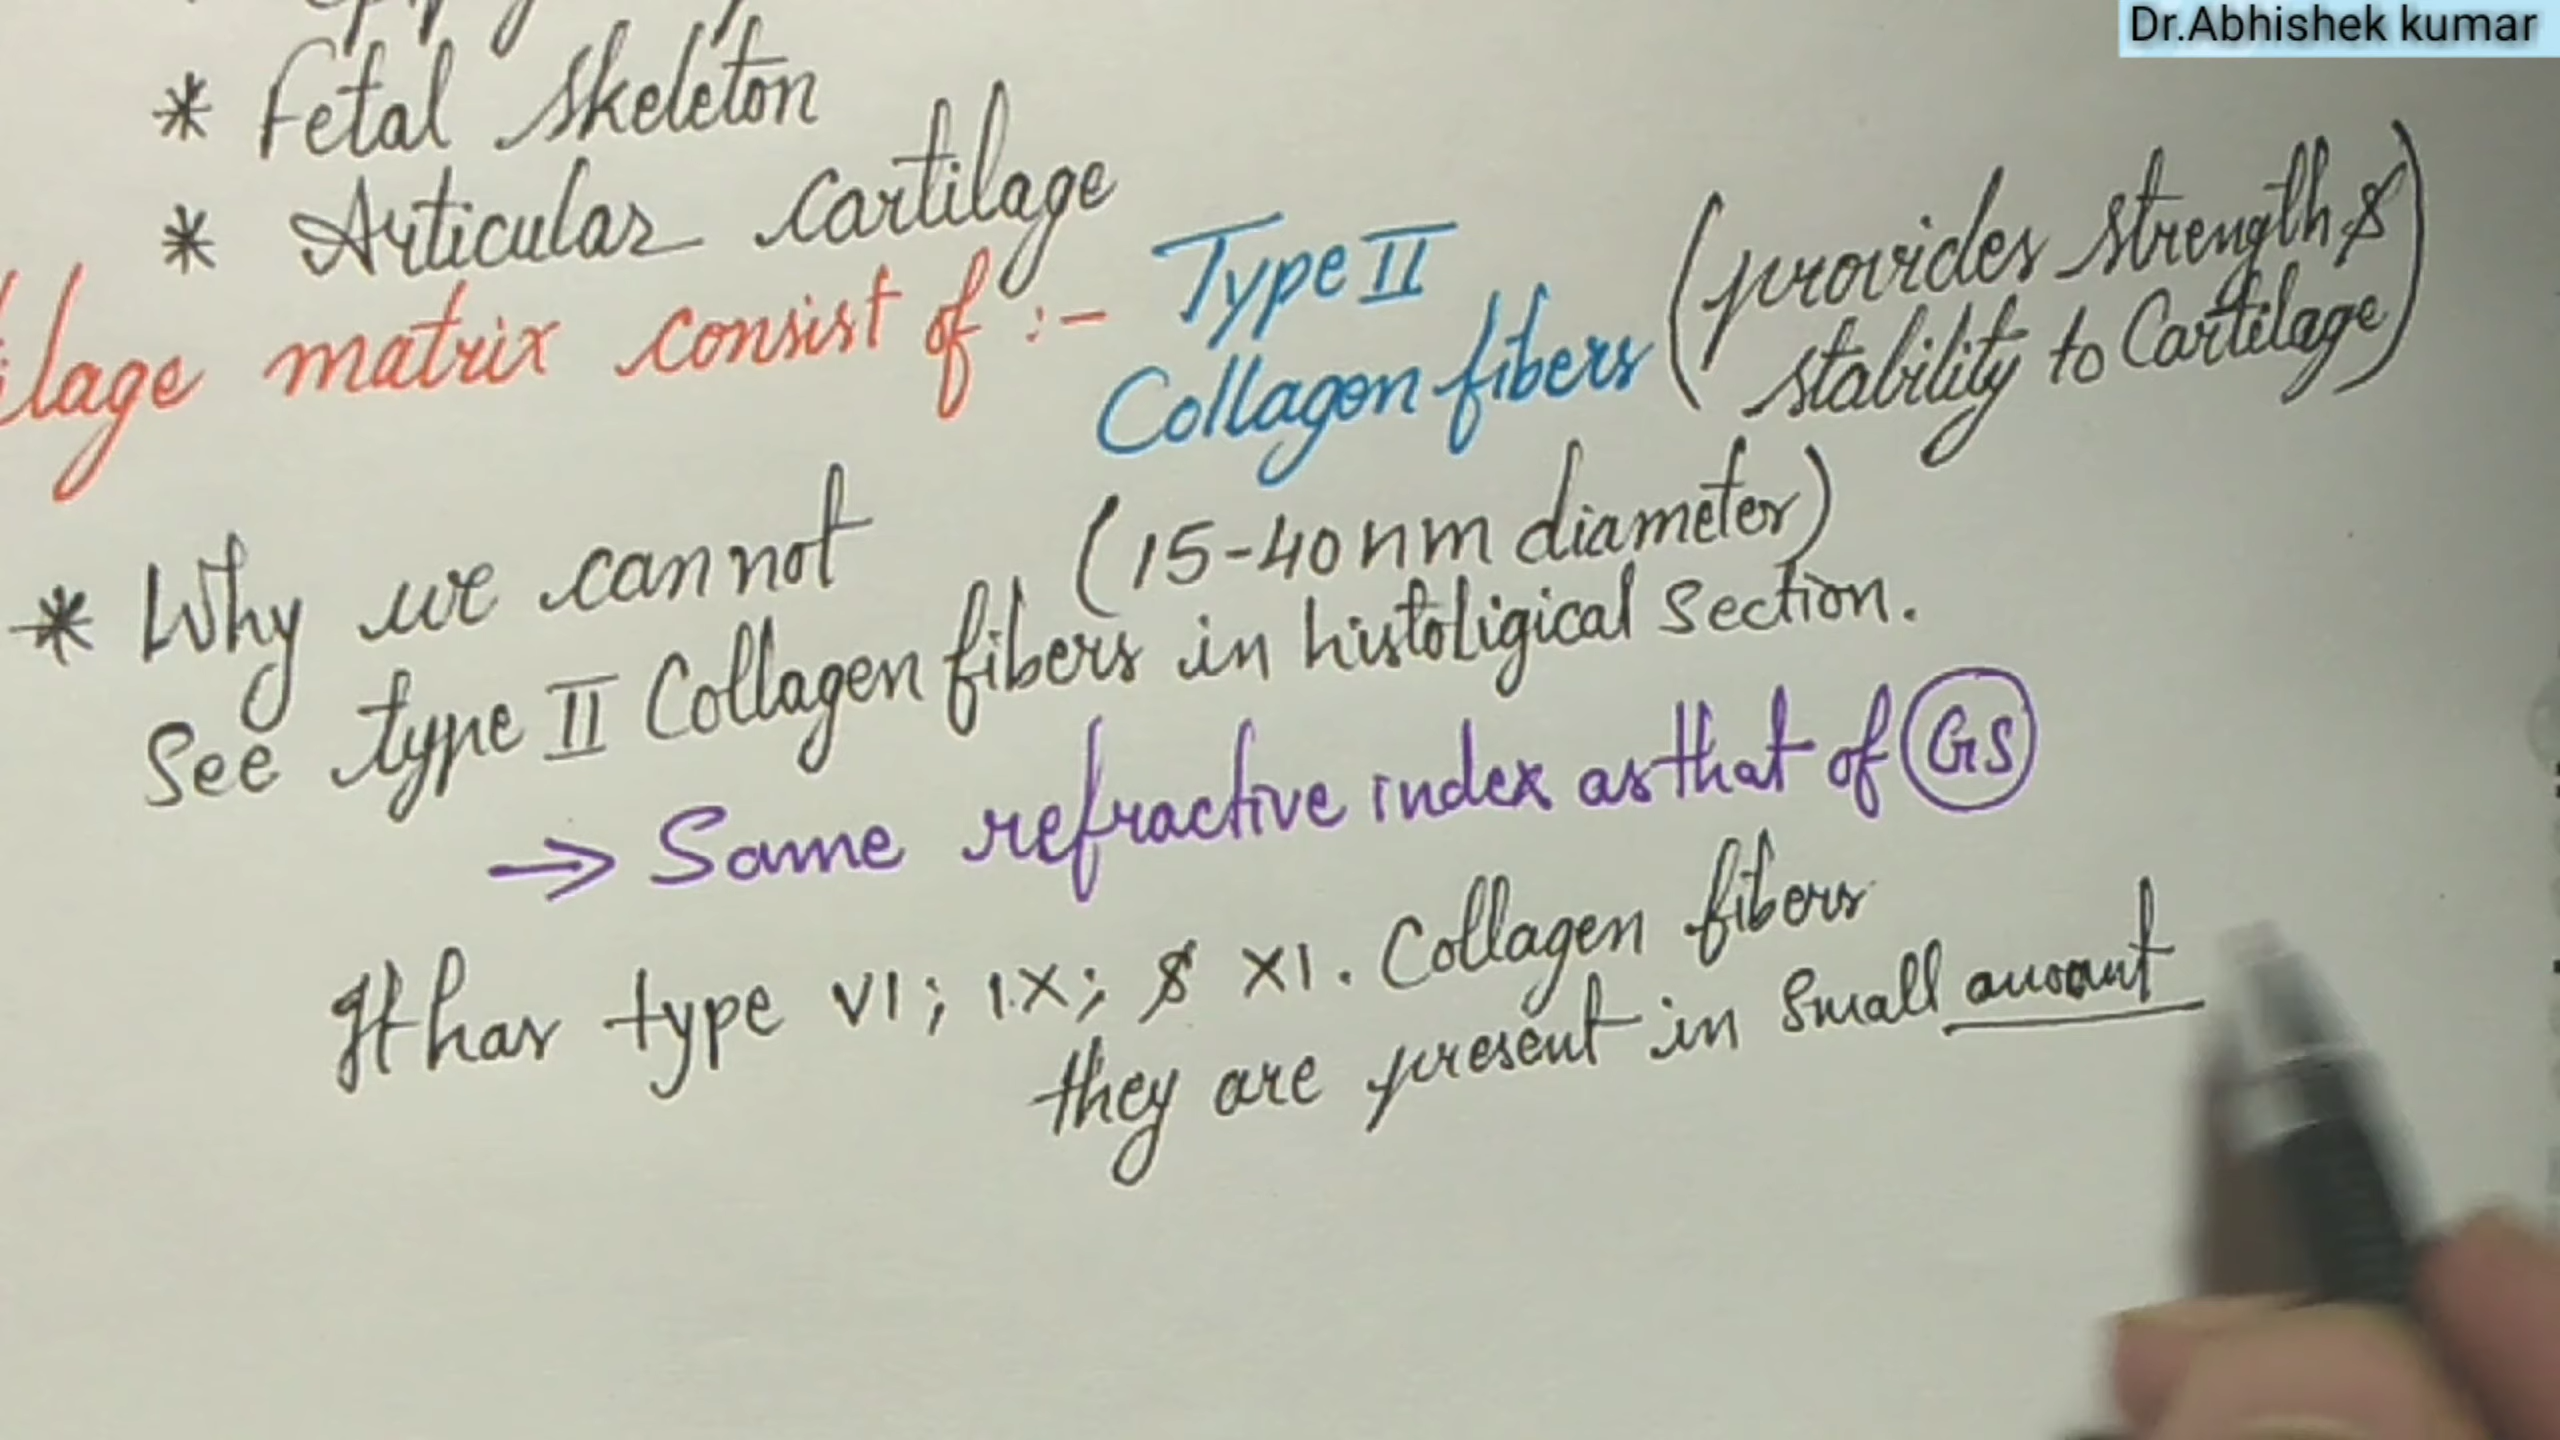 Dr.Abhishek kumar
* Fetal skeleton
* Articular cartilage
lage matrix consist of :- Type II
Collagen fibers (provides strength &
stability to Cartilage)
* Why we cannot (15-40nm diameter)
See type II Collagen fibers in histoligical Section.
→ Same refractive index as that of GS
It has type VI; IX; & XI. Collagen fibers
they are present in Small amount